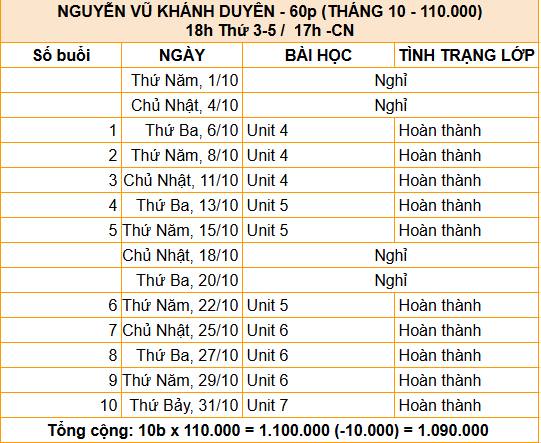 NGUYỄN VŨ KHÁNH DUYÊN - 60p (THÁNG 10 - 110.000)
18h Thứ 3-5 / 17h -CN
Số buổi NGÀY BÀI HỌC TÌNH TRẠNG LỚP
Thứ Năm, 1/10 Nghỉ
Chủ Nhật, 4/10 Nghỉ
1 Thứ Ba, 6/10 Unit 4 Hoàn thành
2 Thứ Năm, 8/10 Unit 4 Hoàn thành
3 Chủ Nhật, 11/10 Unit 4 Hoàn thành
4 Thứ Ba, 13/10 Unit 5 Hoàn thành
5 Thứ Năm, 15/10 Unit 5 Hoàn thành
Chủ Nhật, 18/10 Nghỉ
Thứ Ba, 20/10 Nghỉ
6 Thứ Năm, 22/10 Unit 5 Hoàn thành
7 Chủ Nhật, 25/10 Unit 6 Hoàn thành
8 Thứ Ba, 27/10 Unit 6 Hoàn thành
9 Thứ Năm, 29/10 Unit 6 Hoàn thành
10 Thứ Bảy, 31/10 Unit 7 Hoàn thành
Tổng cộng: 10b x 110.000 = 1.100.000 (-10.000) = 1.090.000